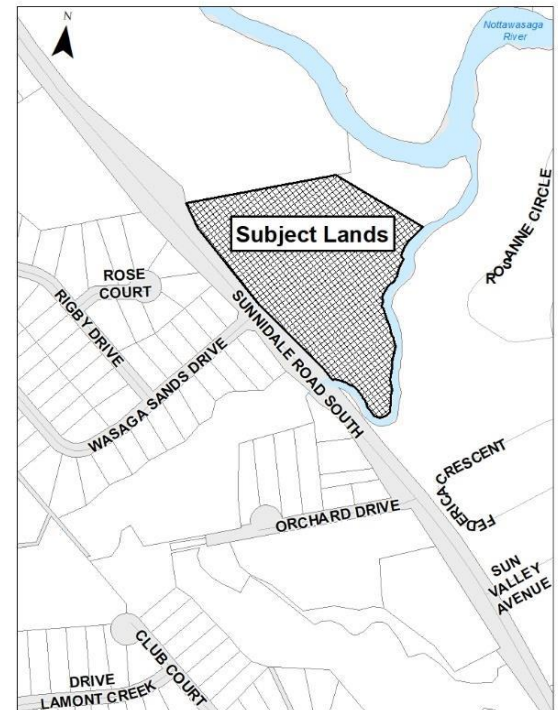 N
Nottawasaga
River
ROSANNE CIRCLE
Subject Lands
ROSE
COURT
RIGBY DRIVE
SUNNIDALE ROAD SOUTH
WASAGA SANDS DRIVE
FEDERICA CRESCENT
ORCHARD DRIVE
SUN
VALLEY
AVENUE
CLUB COURT
DRIVE
LAMONT CREEK